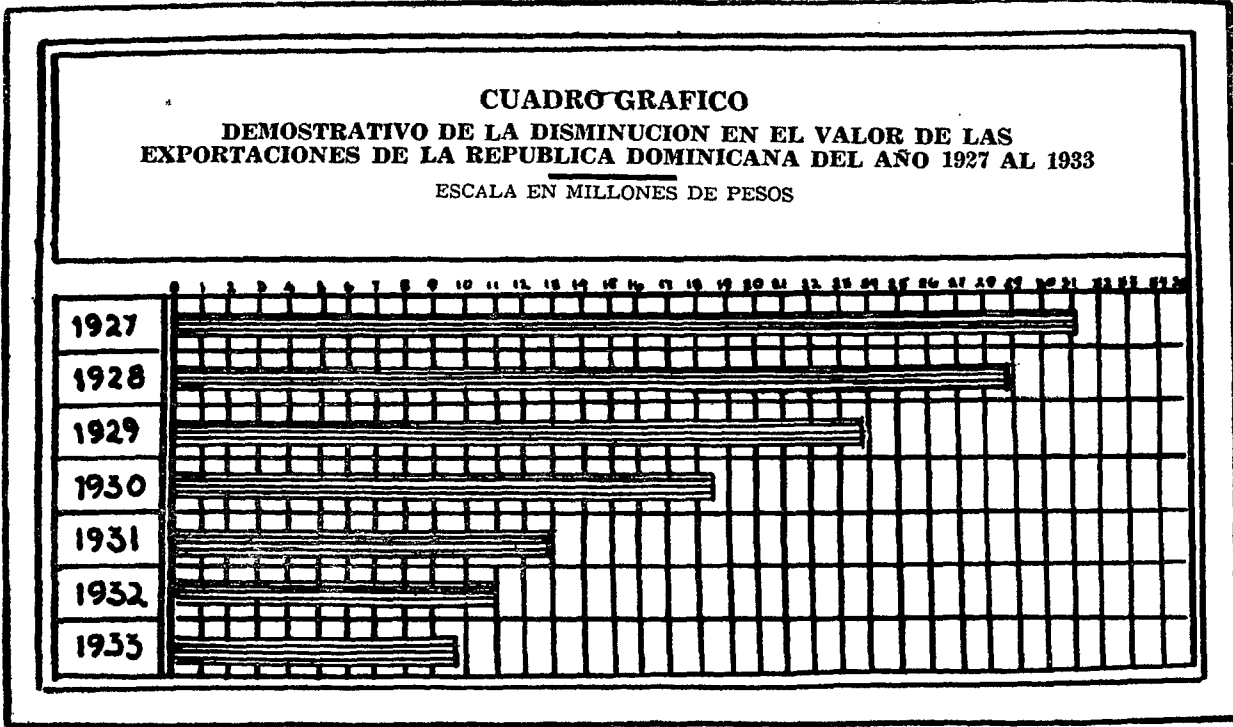 CUADRO GRAFICO
DEMOSTRATIVO DE LA DISMINUCION EN EL VALOR DE LAS
EXPORTACIONES DE LA REPUBLICA DOMINICANA DEL AÑO 1927 AL 1933
ESCALA EN MILLONES DE PESOS
0 1 2 3 4 5 6 7 8 9 10 11 12 13 14 15 16 17 18 19 20 21 22 23 24 25 26 27 28 29 30 31 32 33 34
1927
1928
1929
1930
1931
1932
1933